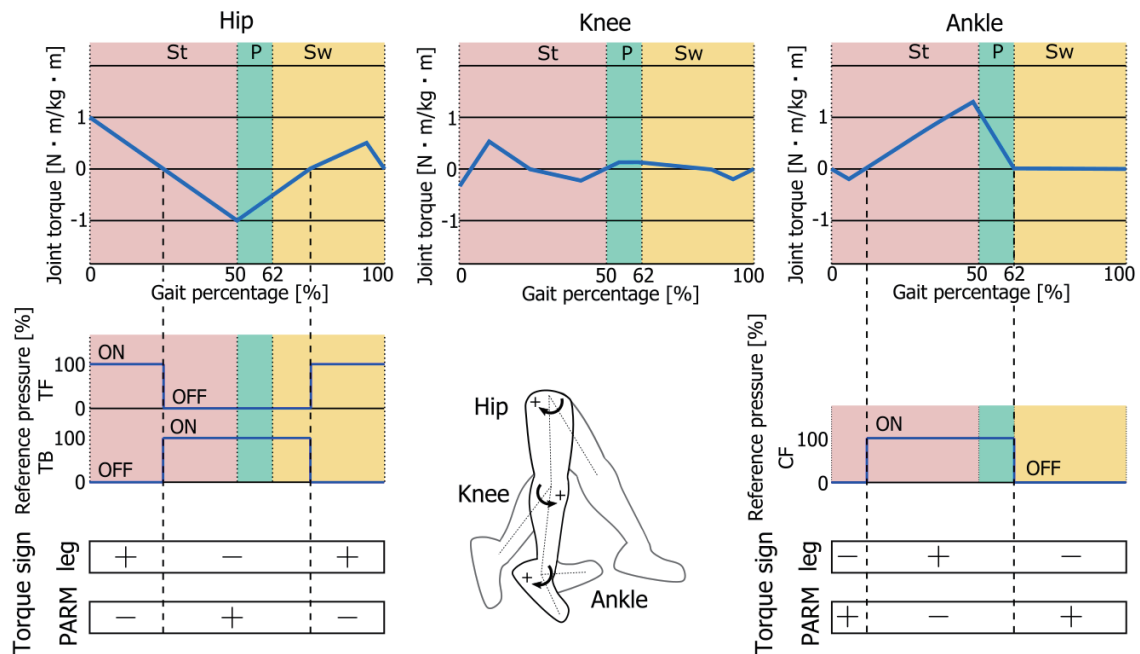 Hip
St P Sw
Joint torque [N・m/kg・m]
1
0
-1
0 50 62 100
Gait percentage [%]
Knee
St P Sw
Joint torque [N・m/kg・m]
1
0
-1
0 50 62 100
Gait percentage [%]
Ankle
St P Sw
Joint torque [N・m/kg・m]
1
0
-1
0 50 62 100
Gait percentage [%]
Reference pressure [%]
TF
100
0
ON
OFF
TB
100
0
OFF
ON
Torque sign
leg
+ − +
PARM
− + −
Hip
+
Knee
+
Ankle
+
Reference pressure [%]
CF
100
0
ON
OFF
Torque sign
leg
− + −
PARM
+ − +